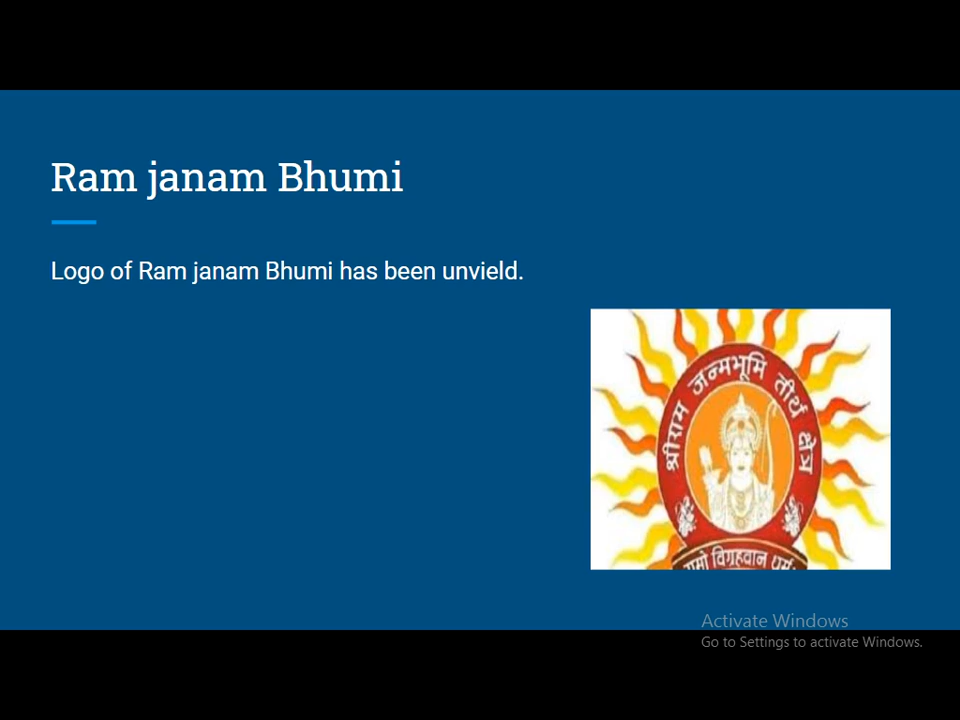 Ram janam Bhumi
Logo of Ram janam Bhumi has been unvield.
श्रीराम जन्मभूमि तीर्थ क्षेत्र
विग्रहवान
Activate Windows
Go to Settings to activate Windows.